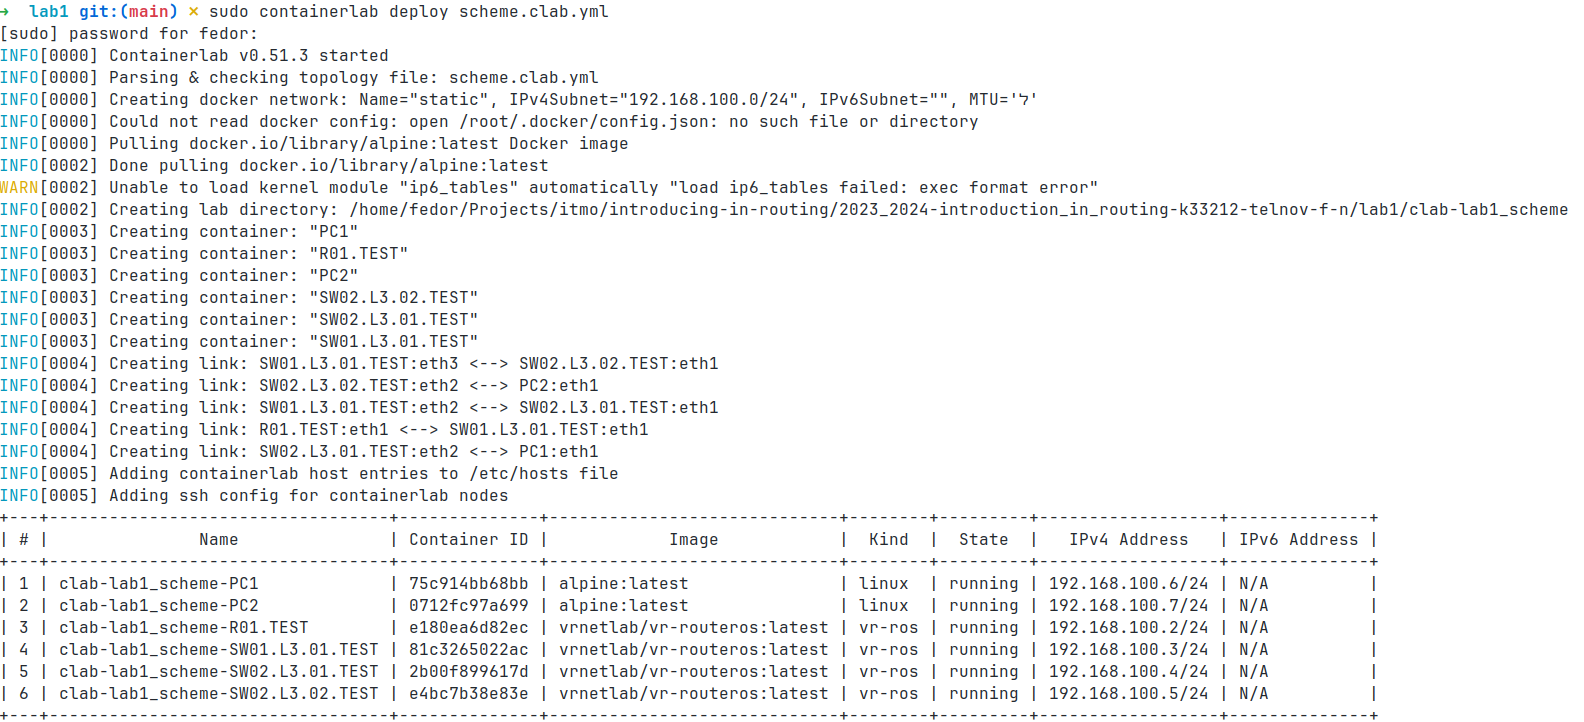 →  lab1 git:(main) × sudo containerlab deploy scheme.clab.yml
[sudo] password for fedor:
INFO[0000] Containerlab v0.51.3 started
INFO[0000] Parsing & checking topology file: scheme.clab.yml
INFO[0000] Creating docker network: Name="static", IPv4Subnet="192.168.100.0/24", IPv6Subnet="", MTU='ל'
INFO[0000] Could not read docker config: open /root/.docker/config.json: no such file or directory
INFO[0000] Pulling docker.io/library/alpine:latest Docker image
INFO[0002] Done pulling docker.io/library/alpine:latest
WARN[0002] Unable to load kernel module "ip6_tables" automatically "load ip6_tables failed: exec format error"
INFO[0002] Creating lab directory: /home/fedor/Projects/itmo/introducing-in-routing/2023_2024-introduction_in_routing-k33212-telnov-f-n/lab1/clab-lab1_scheme
INFO[0003] Creating container: "PC1"
INFO[0003] Creating container: "R01.TEST"
INFO[0003] Creating container: "PC2"
INFO[0003] Creating container: "SW02.L3.02.TEST"
INFO[0003] Creating container: "SW02.L3.01.TEST"
INFO[0003] Creating container: "SW01.L3.01.TEST"
INFO[0004] Creating link: SW01.L3.01.TEST:eth3 <--> SW02.L3.02.TEST:eth1
INFO[0004] Creating link: SW02.L3.02.TEST:eth2 <--> PC2:eth1
INFO[0004] Creating link: SW01.L3.01.TEST:eth2 <--> SW02.L3.01.TEST:eth1
INFO[0004] Creating link: R01.TEST:eth1 <--> SW01.L3.01.TEST:eth1
INFO[0004] Creating link: SW02.L3.01.TEST:eth2 <--> PC1:eth1
INFO[0005] Adding containerlab host entries to /etc/hosts file
INFO[0005] Adding ssh config for containerlab nodes
+---+----------------------------------+--------------+-----------------------------+--------+---------+------------------+--------------+
| # |               Name               | Container ID |            Image            |  Kind  |  State  |   IPv4 Address   | IPv6 Address |
+---+----------------------------------+--------------+-----------------------------+--------+---------+------------------+--------------+
| 1 | clab-lab1_scheme-PC1             | 75c914bb68bb | alpine:latest               | linux  | running | 192.168.100.6/24 | N/A          |
| 2 | clab-lab1_scheme-PC2             | 0712fc97a699 | alpine:latest               | linux  | running | 192.168.100.7/24 | N/A          |
| 3 | clab-lab1_scheme-R01.TEST        | e180ea6d82ec | vrnetlab/vr-routeros:latest | vr-ros | running | 192.168.100.2/24 | N/A          |
| 4 | clab-lab1_scheme-SW01.L3.01.TEST | 81c3265022ac | vrnetlab/vr-routeros:latest | vr-ros | running | 192.168.100.3/24 | N/A          |
| 5 | clab-lab1_scheme-SW02.L3.01.TEST | 2b00f899617d | vrnetlab/vr-routeros:latest | vr-ros | running | 192.168.100.4/24 | N/A          |
| 6 | clab-lab1_scheme-SW02.L3.02.TEST | e4bc7b38e83e | vrnetlab/vr-routeros:latest | vr-ros | running | 192.168.100.5/24 | N/A          |
+---+----------------------------------+--------------+-----------------------------+--------+---------+------------------+--------------+